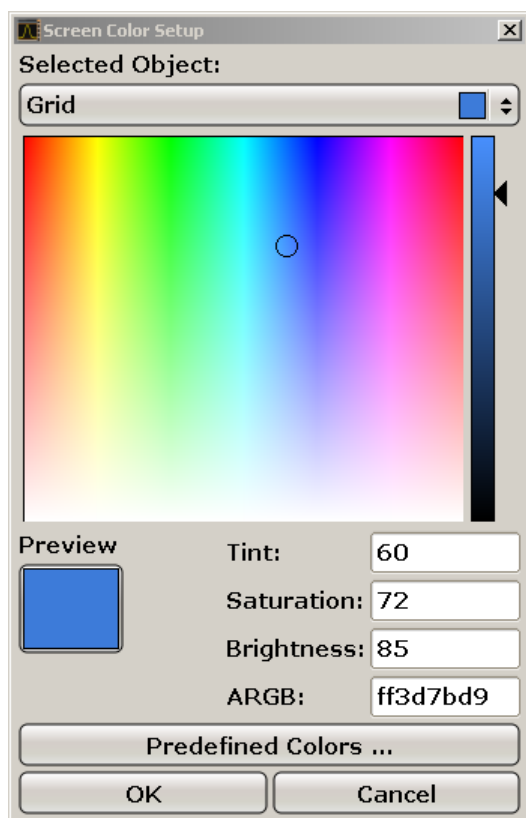 Screen Color Setup
Selected Object:
Grid
Preview
Tint: 60
Saturation: 72
Brightness: 85
ARGB: ff3d7bd9
Predefined Colors ...
OK Cancel